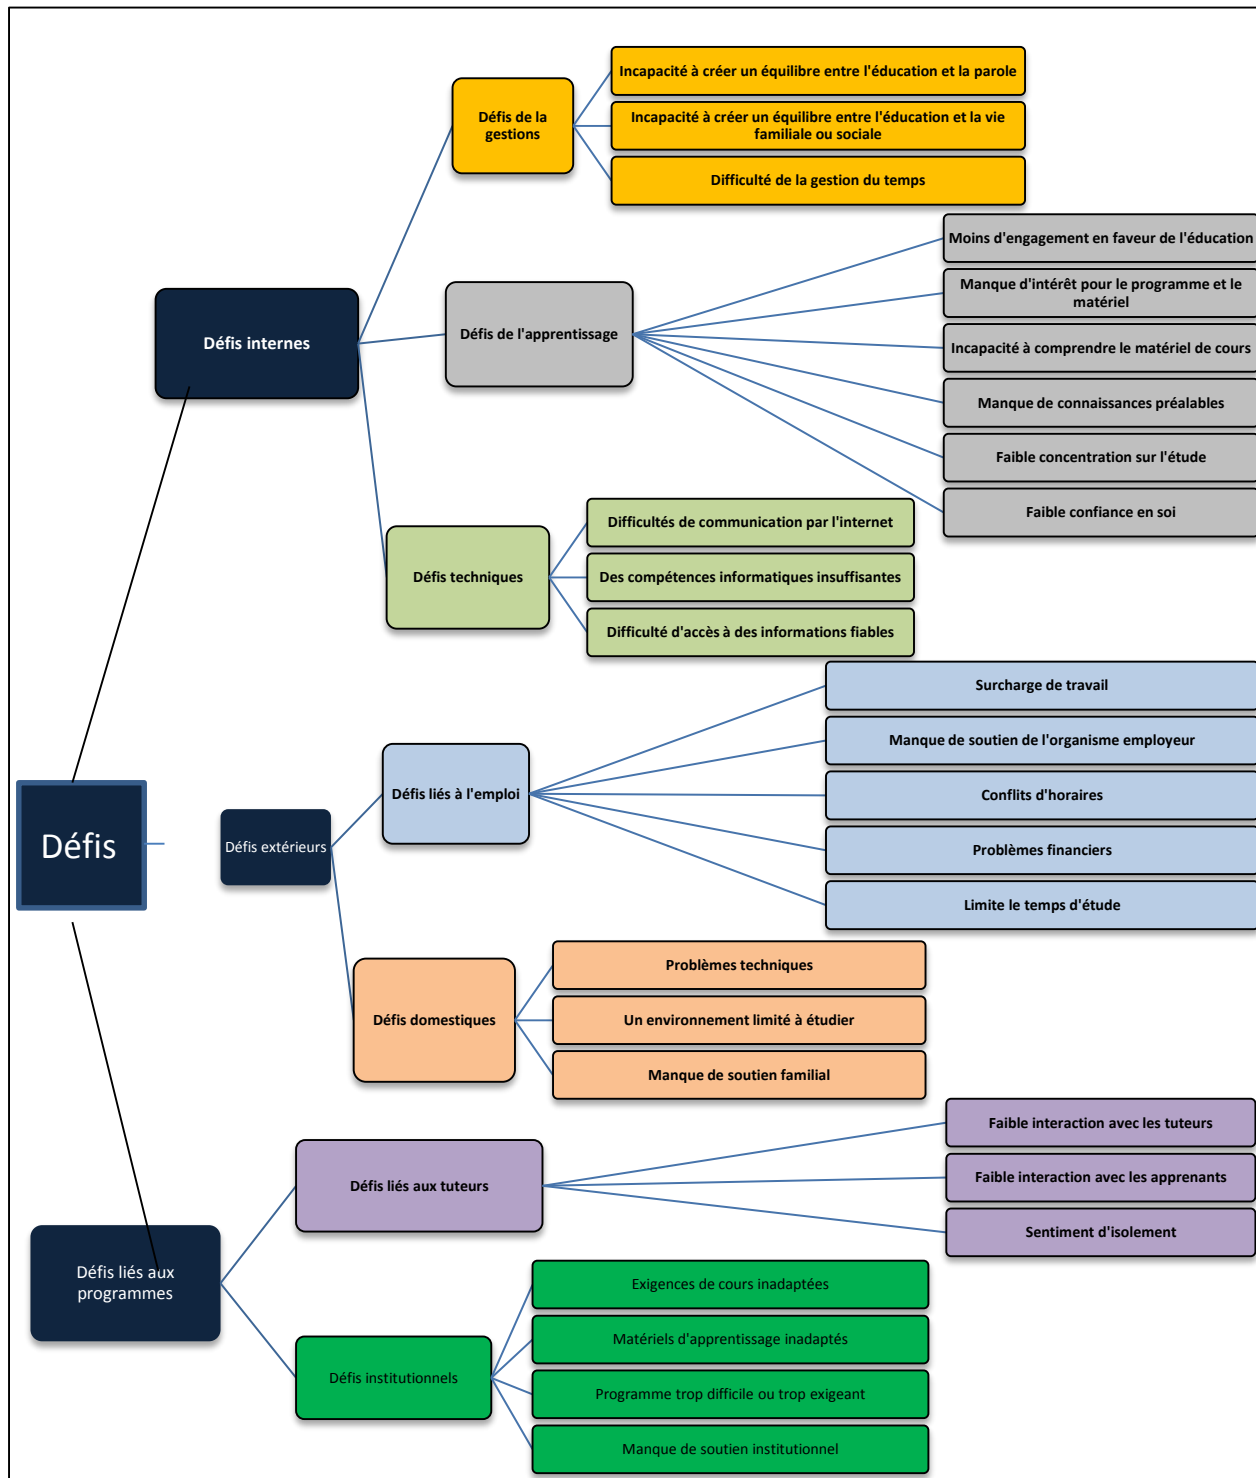 Défis
Défis internes
Défis de la
gestions
Incapacité à créer un équilibre entre l'éducation et la parole
Incapacité à créer un équilibre entre l'éducation et la vie
familiale ou sociale
Difficulté de la gestion du temps
Défis de l'apprentissage
Moins d'engagement en faveur de l'éducation
Manque d'intérêt pour le programme et le
matériel
Incapacité à comprendre le matériel de cours
Manque de connaissances préalables
Faible concentration sur l'étude
Faible confiance en soi
Défis techniques
Difficultés de communication par l'internet
Des compétences informatiques insuffisantes
Difficulté d'accès à des informations fiables
Défis extérieurs
Défis liés à l'emploi
Surcharge de travail
Manque de soutien de l'organisme employeur
Conflits d'horaires
Problèmes financiers
Limite le temps d'étude
Défis domestiques
Problèmes techniques
Un environnement limité à étudier
Manque de soutien familial
Défis liés aux
programmes
Défis liés aux tuteurs
Faible interaction avec les tuteurs
Faible interaction avec les apprenants
Sentiment d'isolement
Défis institutionnels
Exigences de cours inadaptées
Matériels d'apprentissage inadaptés
Programme trop difficile ou trop exigeant
Manque de soutien institutionnel